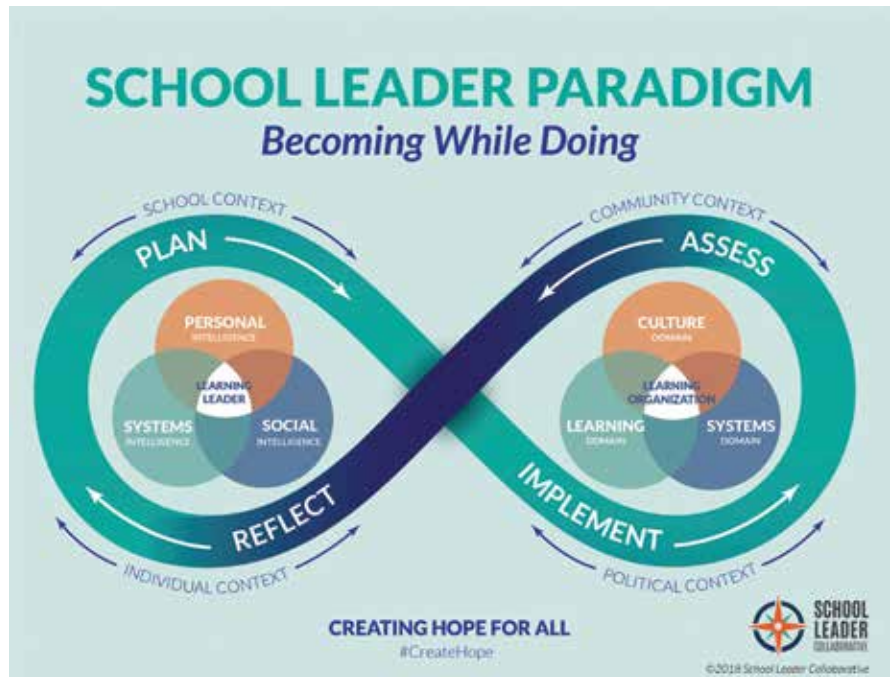 SCHOOL LEADER PARADIGM
Becoming While Doing
SCHOOL CONTEXT
COMMUNITY CONTEXT
PLAN
ASSESS
PERSONAL
INTELLIGENCE
CULTURE
DOMAIN
LEARNING
LEADER
LEARNING
ORGANIZATION
SYSTEMS
INTELLIGENCE
SOCIAL
INTELLIGENCE
LEARNING
DOMAIN
SYSTEMS
DOMAIN
REFLECT
IMPLEMENT
INDIVIDUAL CONTEXT
POLITICAL CONTEXT
CREATING HOPE FOR ALL
#CreateHope
SCHOOL
LEADER
COLLABORATIVE
©2018 School Leader Collaborative